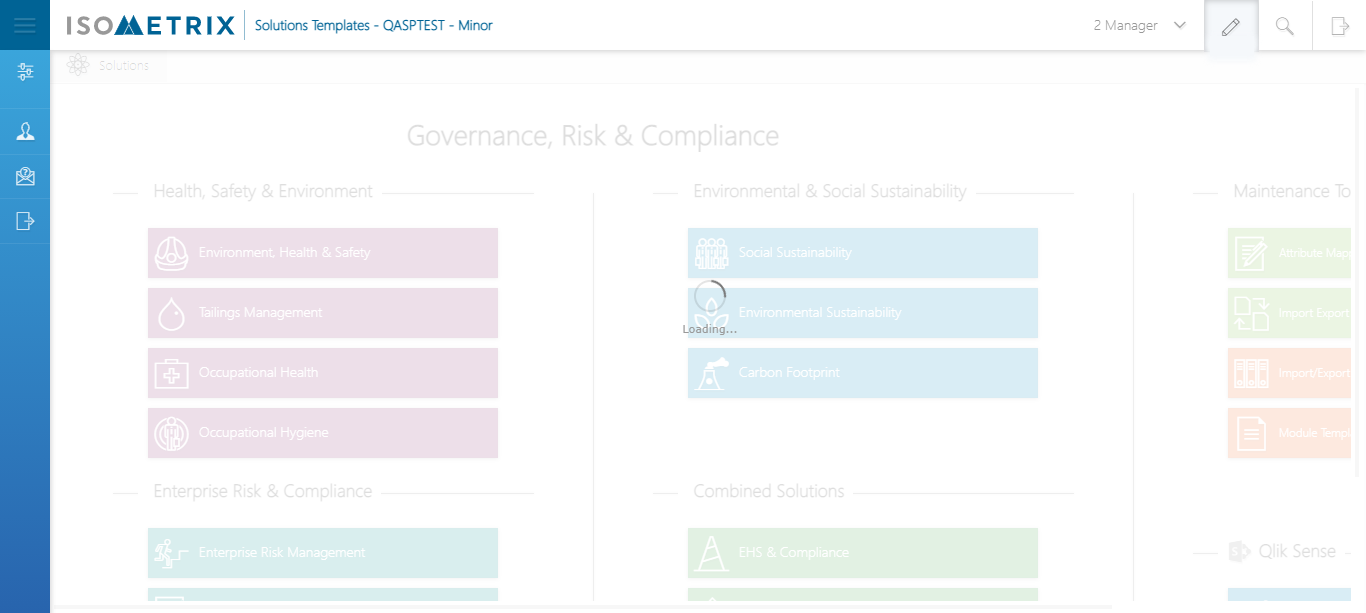 ISOMETRIX
Solutions Templates - QASPTEST - Minor
2 Manager
Solutions
Governance, Risk & Compliance
Health, Safety & Environment
Environment, Health & Safety
Tailings Management
Occupational Health
Occupational Hygiene
Enterprise Risk & Compliance
Enterprise Risk Management
Environmental & Social Sustainability
Social Sustainability
Environmental Sustainability
Loading...
Carbon Footprint
Combined Solutions
EHS & Compliance
Maintenance To
Attribute Mapp
Import Export
Import/Export
Module Templ
Qlik Sense